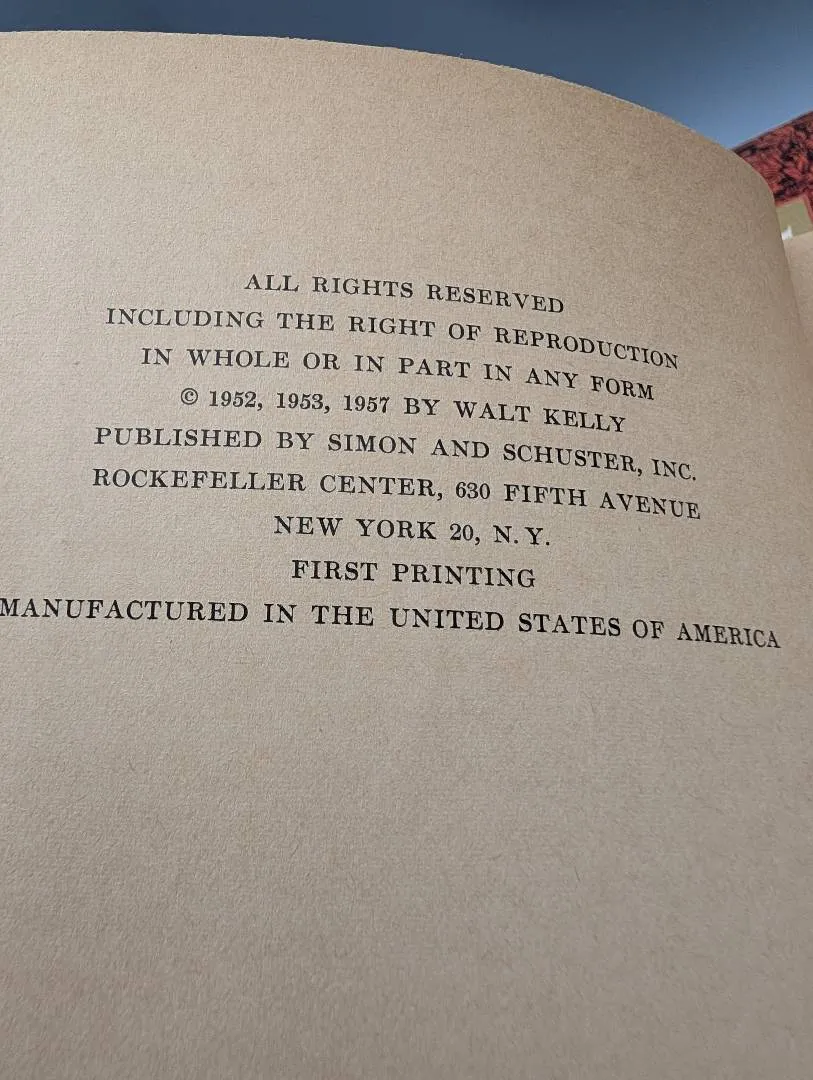 ALL RIGHTS RESERVED
INCLUDING THE RIGHT OF REPRODUCTION
IN WHOLE OR IN PART IN ANY FORM
© 1952, 1953, 1957 BY WALT KELLY
PUBLISHED BY SIMON AND SCHUSTER, INC.
ROCKEFELLER CENTER, 630 FIFTH AVENUE
NEW YORK 20, N. Y.
FIRST PRINTING
MANUFACTURED IN THE UNITED STATES OF AMERICA